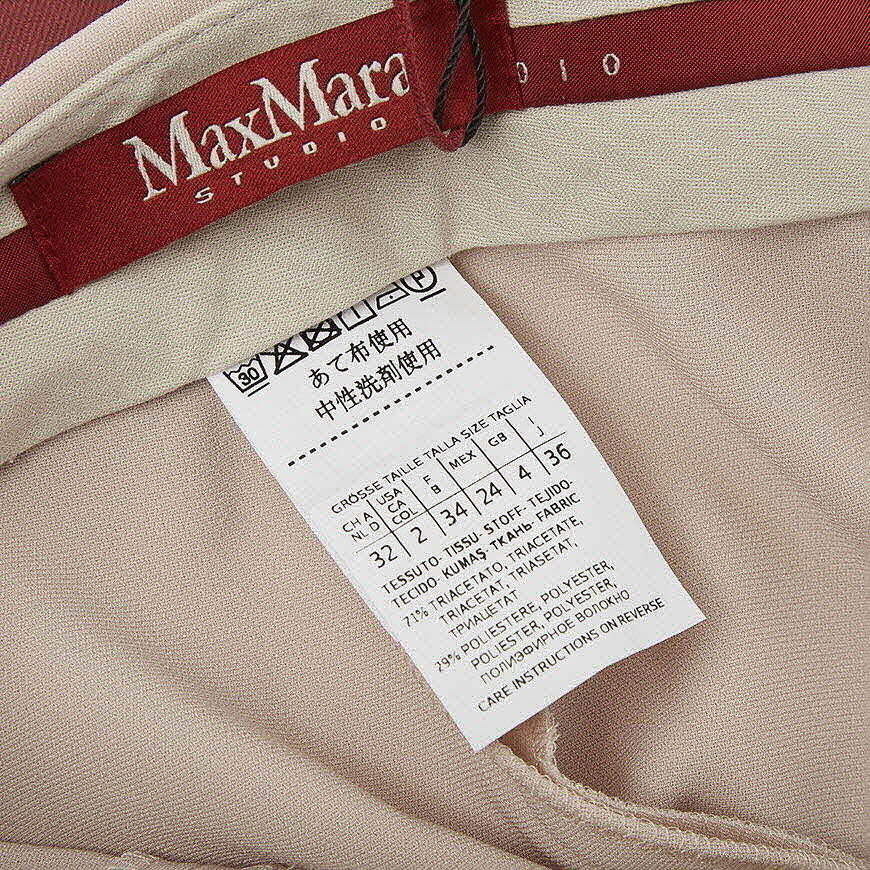 MaxMara
STUDIO
O I O
30
P
あて布使用
中性洗剤使用
GRÖSSE TAILLE TALLA SIZE TAGLIA
CH A USA F MEX GB J
NL D CA B
COL
32 2 34 24 4 36
TESSUTO- TISSU- STOFF- TEJIDO-
TECIDO- KUMAŞ- ТКАНЬ- FABRIC
71% TRIACETATO, TRIACETATE,
TRIACETAT, TRIASETAT,
ТРИАЦЕТАТ
29% POLIESTERE, POLYESTER,
POLIESTER, POLYESTER,
ПОЛИЭФИРНОЕ ВОЛОКНО
CARE INSTRUCTIONS ON REVERSE